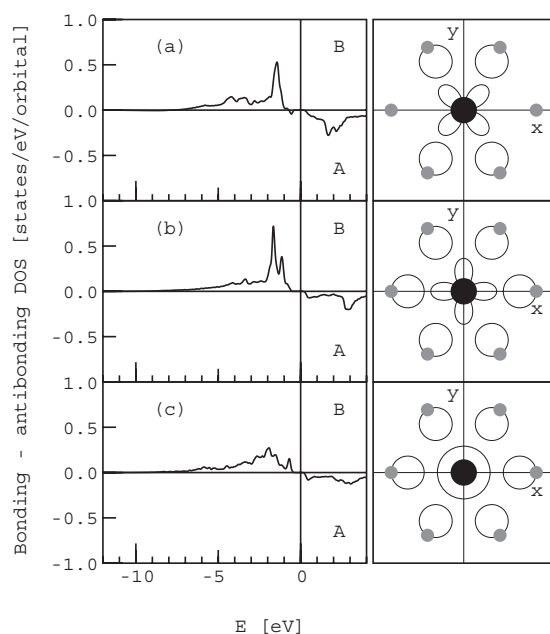 Bonding - antibonding DOS [states/eV/orbital]
1.0
0.5
0.0
-0.5
(a)
B
A
y
x
1.0
0.5
0.0
-0.5
(b)
B
A
y
x
1.0
0.5
0.0
-0.5
-1.0
(c)
B
A
y
x
-10
-5
0
E [eV]